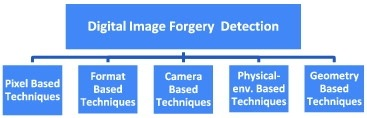 Digital Image Forgery Detection
Pixel Based
Techniques
Format
Based
Techniques
Camera
Based
Techniques
Physical-
env. Based
Techniques
Geometry
Based
Techniques